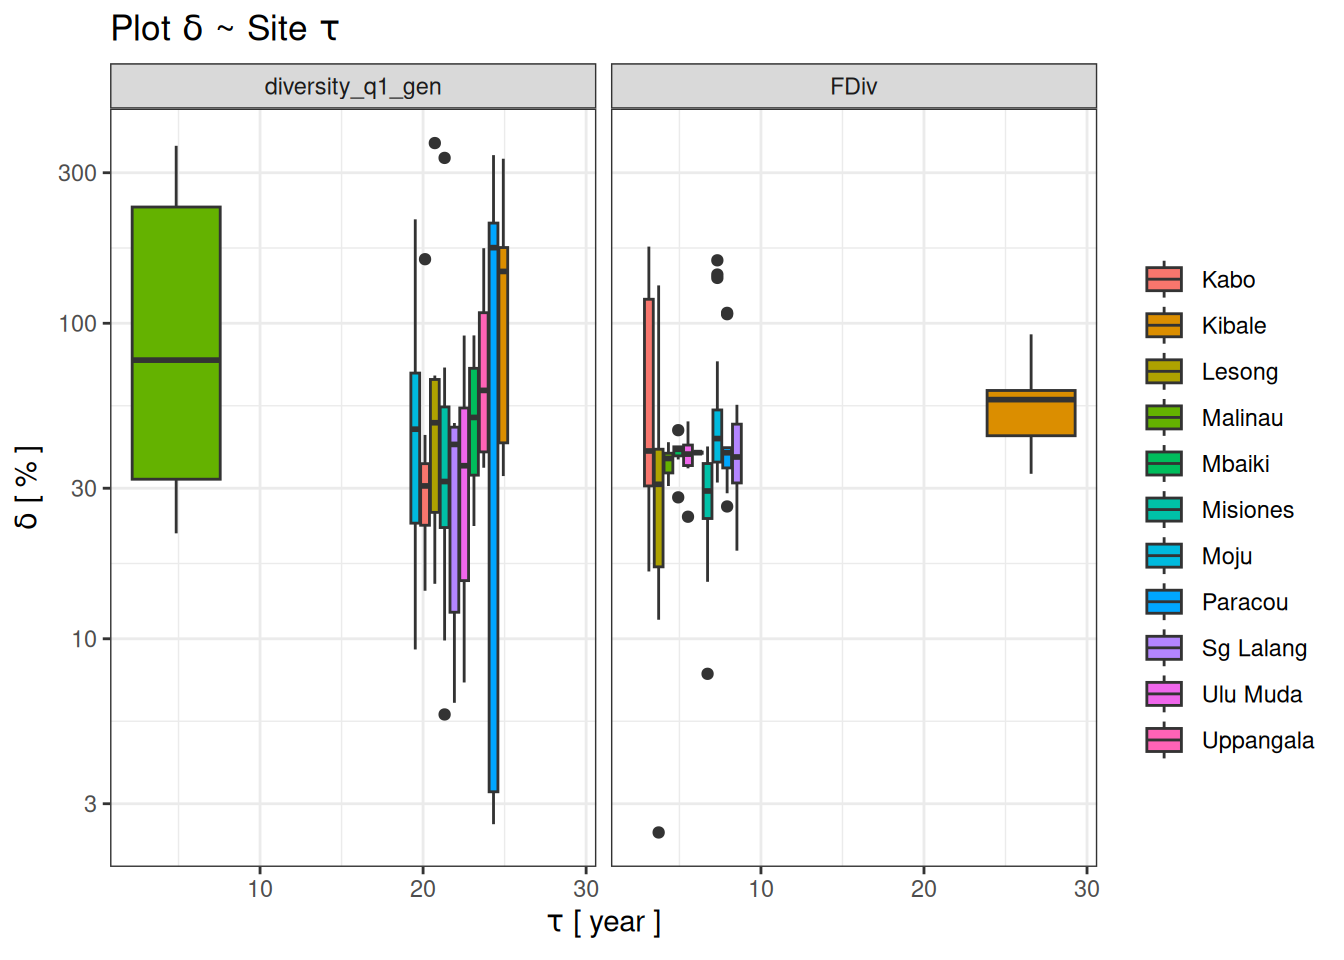 Plot δ ~ Site τ
diversity_q1_gen
FDiv
300
100
30
10
3
δ [ % ]
10
20
30
10
20
30
τ [ year ]
Kabo
Kibale
Lesong
Malinau
Mbaiki
Misiones
Moju
Paracou
Sg Lalang
Ulu Muda
Uppangala